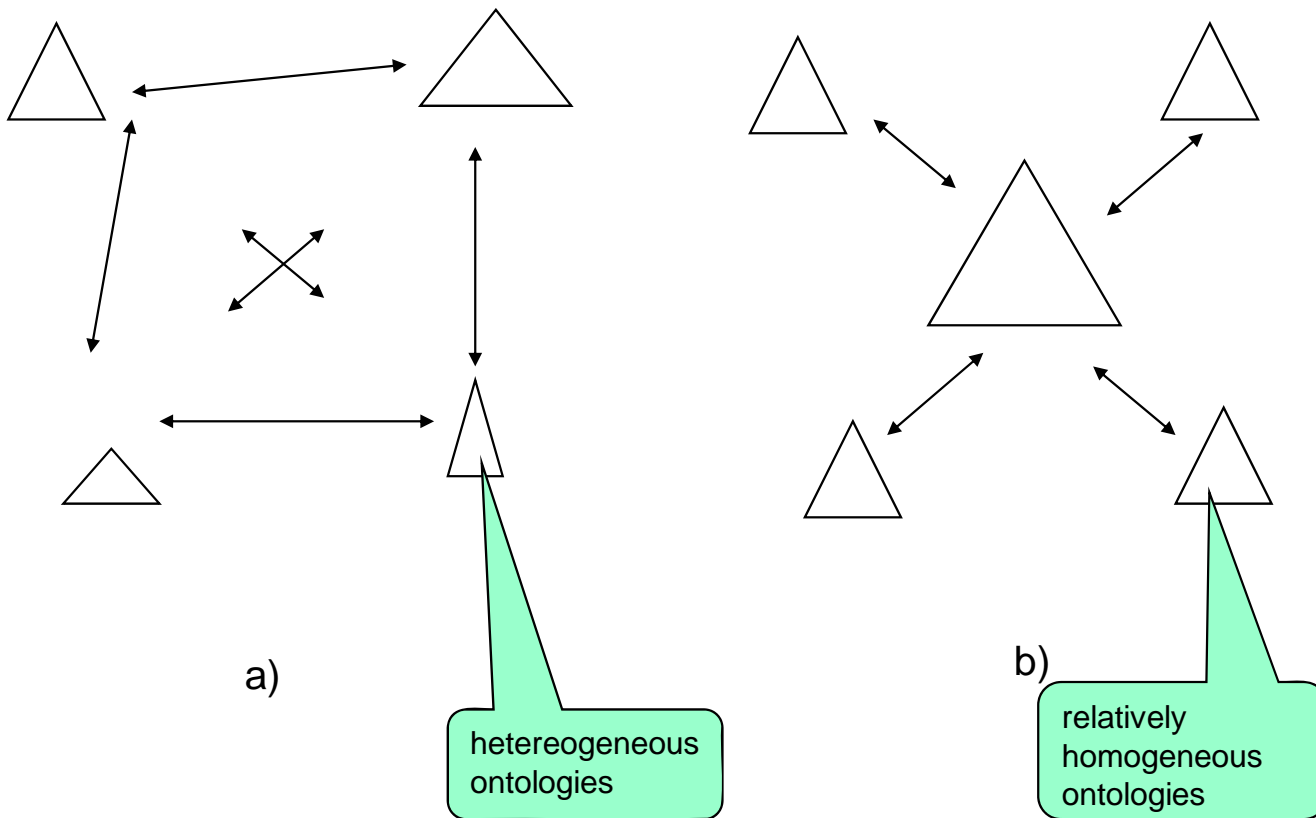 a)
b)
hetereogeneous
ontologies
relatively
homogeneous
ontologies